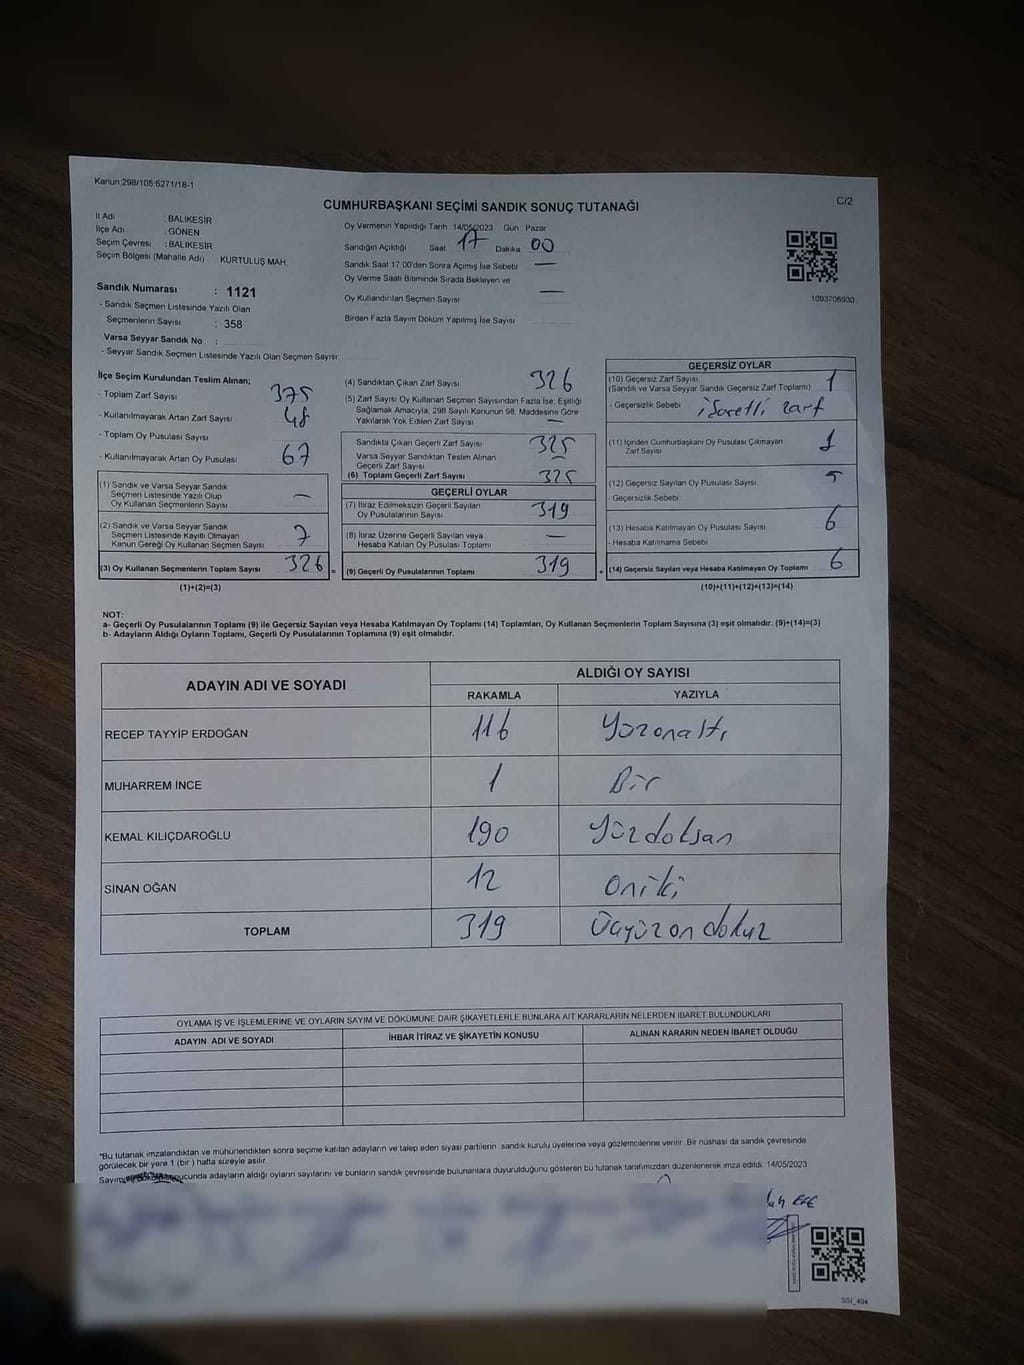 Kanun:298/105:6271/18-1
C/2
CUMHURBAŞKANI SEÇİMİ SANDIK SONUÇ TUTANAĞI
İl Adı : BALIKESİR
İlçe Adı : GÖNEN
Seçim Çevresi : BALIKESİR
Seçim Bölgesi (Mahalle Adı) KURTULUŞ MAH.
Sandık Numarası : 1121
- Sandık Seçmen Listesinde Yazılı Olan
Seçmenlerin Sayısı : 358
Varsa Seyyar Sandık No :
- Seyyar Sandık Seçmen Listesinde Yazılı Olan Seçmen Sayısı
Oy Vermenin Yapıldığı Tarih 14/05/2023 Gün : Pazar
Sandığın Açıldığı Saat 17 Dakika 00
Sandık Saat 17:00'den Sonra Açımış İse Sebebi —
Oy Verme Saati Bitiminde Sırada Bekleyen ve
Oy Kullandırılan Seçmen Sayısı —
Birden Fazla Sayım Döküm Yapılmış İse Sayısı
1093706930
İlçe Seçim Kurulundan Teslim Alınan;
- Toplam Zarf Sayısı 375
- Kullanılmayarak Artan Zarf Sayısı 48
- Toplam Oy Pusulası Sayısı
- Kullanılmayarak Artan Oy Pusulası 67
(1) Sandık ve Varsa Seyyar Sandık
Seçmen Listesinde Yazılı Olup
Oy Kullanan Seçmenlerin Sayısı —
(2) Sandık ve Varsa Seyyar Sandık
Seçmen Listesinde Kayıtlı Olmayan
Kanun Gereği Oy Kullanan Seçmen Sayısı 7
(3) Oy Kullanan Seçmenlerin Toplam Sayısı 326 =
(1)+(2)=(3)
(4) Sandıktan Çıkan Zarf Sayısı 326
(5) Zarf Sayısı Oy Kullanan Seçmen Sayısından Fazla İse, Eşitliği
Sağlamak Amacıyla, 298 Sayılı Kanunun 98. Maddesine Göre
Yakılarak Yok Edilen Zarf Sayısı —
Sandıkta Çıkan Geçerli Zarf Sayısı 325
Varsa Seyyar Sandıktan Teslim Alınan
Geçerli Zarf Sayısı —
(6) Toplam Geçerli Zarf Sayısı 325
GEÇERLİ OYLAR
(7) İtiraz Edilmeksizin Geçerli Sayılan
Oy Pusulalarının Sayısı 319
(8) İtiraz Üzerine Geçerli Sayılan veya
Hesaba Katılan Oy Pusulası Toplamı —
(9) Geçerli Oy Pusulalarının Toplamı 319 +
GEÇERSİZ OYLAR
(10) Geçersiz Zarf Sayısı 1
(Sandık ve Varsa Seyyar Sandık Geçersiz Zarf Toplamı)
- Geçersizlik Sebebi işaretli zarf
(11) İçinden Cumhurbaşkanı Oy Pusulası Çıkmayan 1
Zarf Sayısı
(12) Geçersiz Sayılan Oy Pusulası Sayısı 5
- Geçersizlik Sebebi
(13) Hesaba Katılmayan Oy Pusulası Sayısı 6
- Hesaba Katılmama Sebebi
(14) Geçersiz Sayılan veya Hesaba Katılmayan Oy Toplamı 6
(10)+(11)+(12)+(13)=(14)
NOT:
a- Geçerli Oy Pusulalarının Toplamı (9) ile Geçersiz Sayılan veya Hesaba Katılmayan Oy Toplamı (14) Toplamları, Oy Kullanan Seçmenlerin Toplam Sayısına (3) eşit olmalıdır. (9)+(14)=(3)
b- Adayların Aldığı Oyların Toplamı, Geçerli Oy Pusulalarının Toplamına (9) eşit olmalıdır.
ADAYIN ADI VE SOYADI ALDIĞI OY SAYISI
RAKAMLA YAZIYLA
RECEP TAYYİP ERDOĞAN 116 Yüzonaltı
MUHARREM İNCE 1 Bir
KEMAL KILIÇDAROĞLU 190 Yüzdoksan
SİNAN OĞAN 12 oniki
TOPLAM 319 Üçyüzondokuz
OYLAMA İŞ VE İŞLEMLERİNE VE OYLARIN SAYIM VE DÖKÜMÜNE DAİR ŞİKAYETLERLE BUNLARA AİT KARARLARIN NELERDEN İBARET BULUNDUKLARI
ADAYIN ADI VE SOYADI İHBAR İTİRAZ VE ŞİKAYETİN KONUSU ALINAN KARARIN NEDEN İBARET OLDUĞU
*Bu tutanak imzalandıktan ve mühürlendikten sonra seçime katılan adayların ve talep eden siyasi partilerin sandık kurulu üyelerine veya gözlemcilerine verilir. Bir nüshası da sandık çevresinde
görülecek bir yere 1 (bir) hafta süreyle asılır.
Sayım sonucunda adayların aldığı oyların sayılarını ve bunların sandık çevresinde bulunanlara duyurulduğunu gösteren bu tutanak tarafımızdan düzenlenerek imza edildi. 14/05/2023
SSI_404